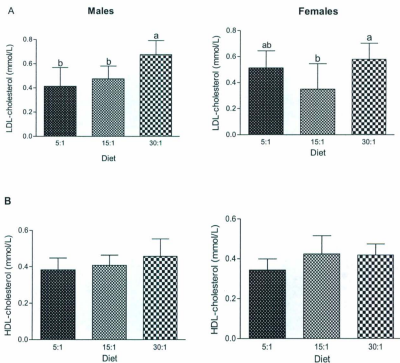 A
Males
Females
LDL-cholesterol (mmol/L)
0.8
0.6
0.4
0.2
0.0
b
b
a
5:1
15:1
30:1
Diet
LDL-cholesterol (mmol/L)
0.8
0.6
0.4
0.2
0.0
ab
b
a
5:1
15:1
30:1
Diet
B
HDL-cholesterol (mmol/L)
0.6
0.4
0.2
0.0
5:1
15:1
30:1
Diet
HDL-cholesterol (mmol/L)
0.6
0.4
0.2
0.0
5:1
15:1
30:1
Diet